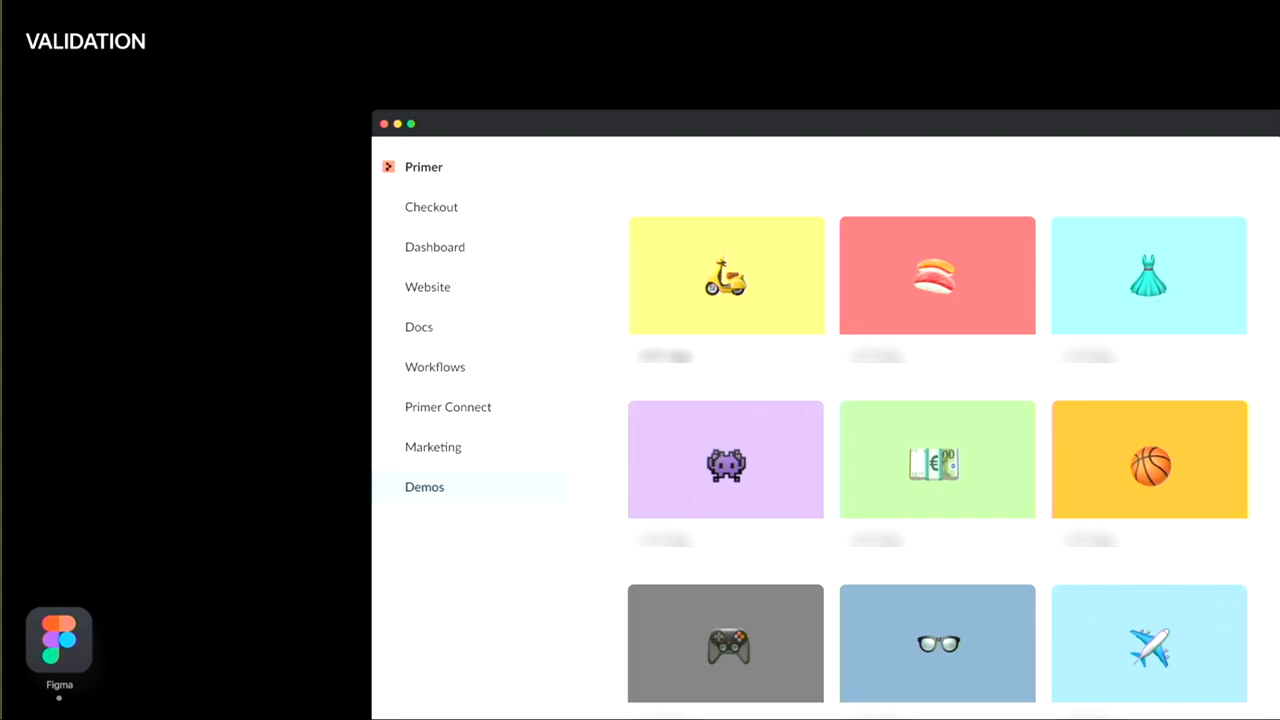 VALIDATION
Primer
Checkout
Dashboard
Website
Docs
Workflows
Primer Connect
Marketing
Demos
Figma